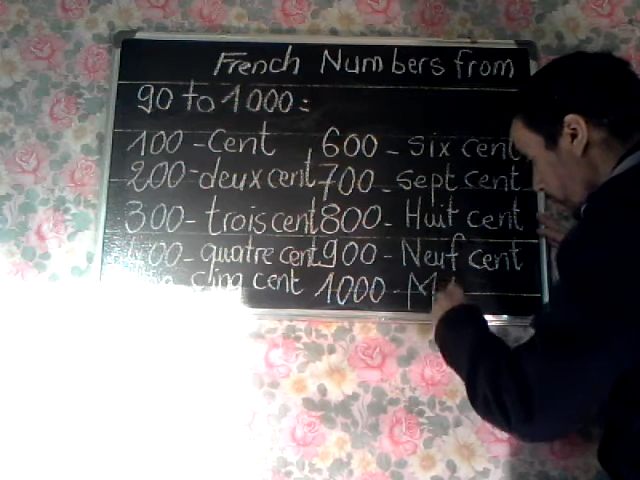 French Numbers from
90 to 1000:
100 - Cent 600 - six cent
200 - deux cent 700 - sept cent
300 - trois cent 800 - Huit cent
400 - quatre cent 900 - Neuf cent
cinq cent 1000 - M